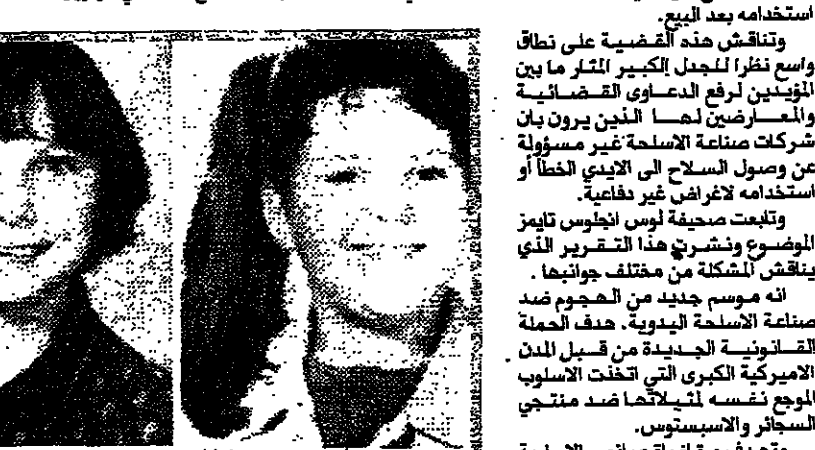 استخدامه بعد البيع.
وتناقش هذه القضية على نطاق
واسع نظرا للجدل الكبير المثار ما بين
المؤيدين لرفع الدعاوى القضائية
والمعارضين لها الذين يرون بان
شركات صناعة الاسلحة غير مسؤولة
عن وصول السلاح الى الايدي الخطأ أو
استخدامه لاغراض غير دفاعية.
وتابعت صحيفة لوس انجلوس تايمز
الموضوع ونشرت هذا التقرير الذي
يناقش المشكلة من مختلف جوانبها .
انه موسم جديد من الهجوم ضد
صناعة الاسلحة اليدوية. هدف الحملة
القانونية الجديدة من قبل المدن
الاميركية الكبرى التي اتخذت الاسلوب
الموجع نفسه لمثيلاتها ضد منتجي
السجائر والاسبستوس.